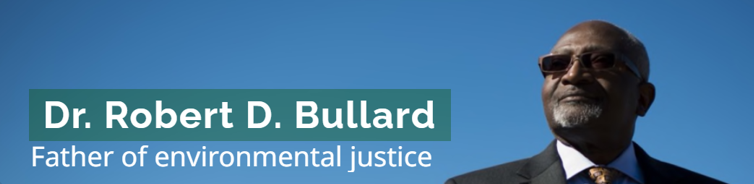 Dr. Robert D. Bullard
Father of environmental justice